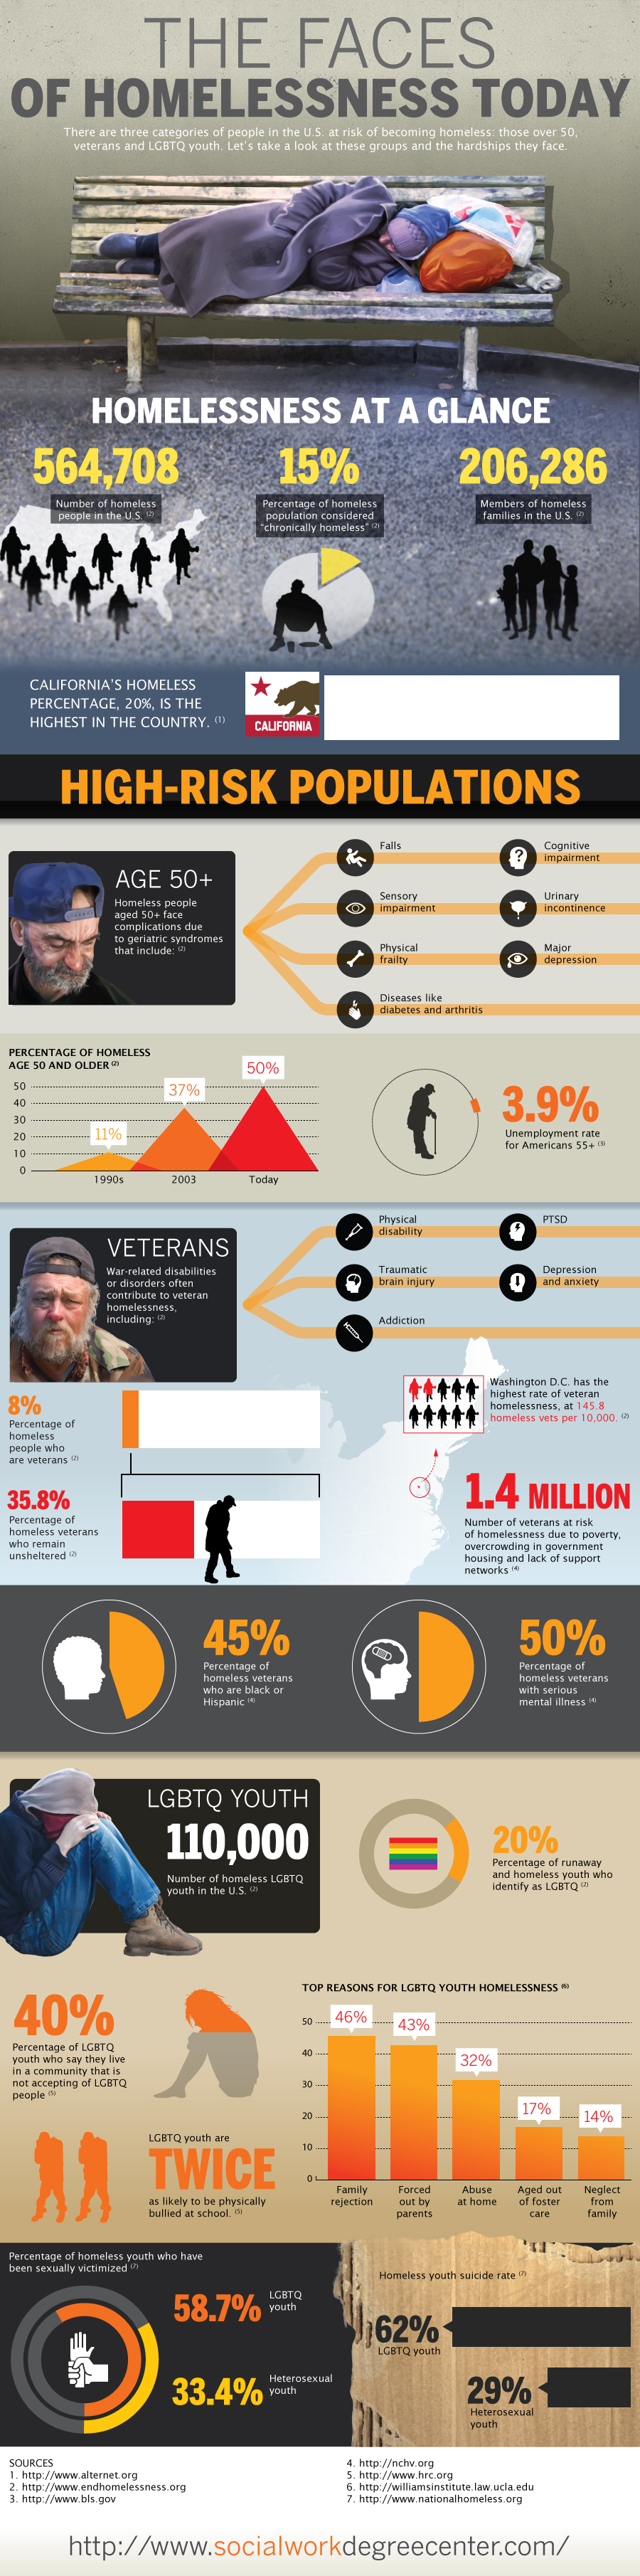 THE FACES
OF HOMELESSNESS TODAY
There are three categories of people in the U.S. at risk of becoming homeless: those over 50,
veterans and LGBTQ youth. Let's take a look at these groups and the hardships they face.
HOMELESSNESS AT A GLANCE
564,708
Number of homeless
people in the U.S. (2)
15%
Percentage of homeless
population considered
"chronically homeless" (2)
206,286
Members of homeless
families in the U.S. (2)
CALIFORNIA'S HOMELESS
PERCENTAGE, 20%, IS THE
HIGHEST IN THE COUNTRY. (1)
CALIFORNIA
HIGH-RISK POPULATIONS
AGE 50+
Homeless people
aged 50+ face
complications due
to geriatric syndromes
that include: (2)
Falls
Cognitive
impairment
Sensory
impairment
Urinary
incontinence
Physical
frailty
Major
depression
Diseases like
diabetes and arthritis
PERCENTAGE OF HOMELESS
AGE 50 AND OLDER (2)
50
40
30
20
10
0
11%
37%
50%
1990s
2003
Today
3.9%
Unemployment rate
for Americans 55+ (3)
VETERANS
War-related disabilities
or disorders often
contribute to veteran
homelessness,
including: (2)
Physical
disability
PTSD
Traumatic
brain injury
Depression
and anxiety
Addiction
8%
Percentage of
homeless
people who
are veterans (2)
35.8%
Percentage of
homeless veterans
who remain
unsheltered (2)
Washington D.C. has the
highest rate of veteran
homelessness, at 145.8
homeless vets per 10,000. (2)
1.4 MILLION
Number of veterans at risk
of homelessness due to poverty,
overcrowding in government
housing and lack of support
networks (4)
45%
Percentage of
homeless veterans
who are black or
Hispanic (4)
50%
Percentage of
homeless veterans
with serious
mental illness (4)
LGBTQ YOUTH
110,000
Number of homeless LGBTQ
youth in the U.S. (2)
20%
Percentage of runaway
and homeless youth who
identify as LGBTQ (2)
40%
Percentage of LGBTQ
youth who say they live
in a community that is
not accepting of LGBTQ
people (5)
LGBTQ youth are
TWICE
as likely to be physically
bullied at school. (5)
TOP REASONS FOR LGBTQ YOUTH HOMELESSNESS (6)
50
40
30
20
10
0
46%
43%
32%
17%
14%
Family
rejection
Forced
out by
parents
Abuse
at home
Aged out
of foster
care
Neglect
from
family
Percentage of homeless youth who have
been sexually victimized (7)
58.7%
LGBTQ
youth
33.4%
Heterosexual
youth
Homeless youth suicide rate (7)
62%
LGBTQ youth
29%
Heterosexual
youth
SOURCES
1. http://www.alternet.org
2. http://www.endhomelessness.org
3. http://www.bls.gov
4. http://nchv.org
5. http://www.hrc.org
6. http://williamsinstitute.law.ucla.edu
7. http://www.nationalhomeless.org
http://www.socialworkdegreecenter.com/